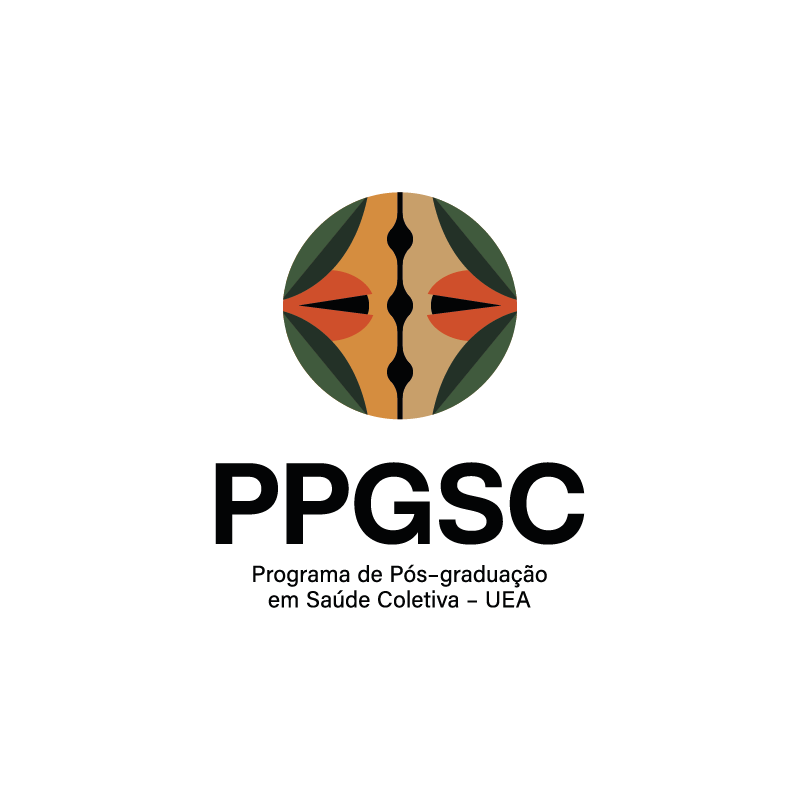 PPGSC
Programa de Pós-graduação
em Saúde Coletiva - UEA